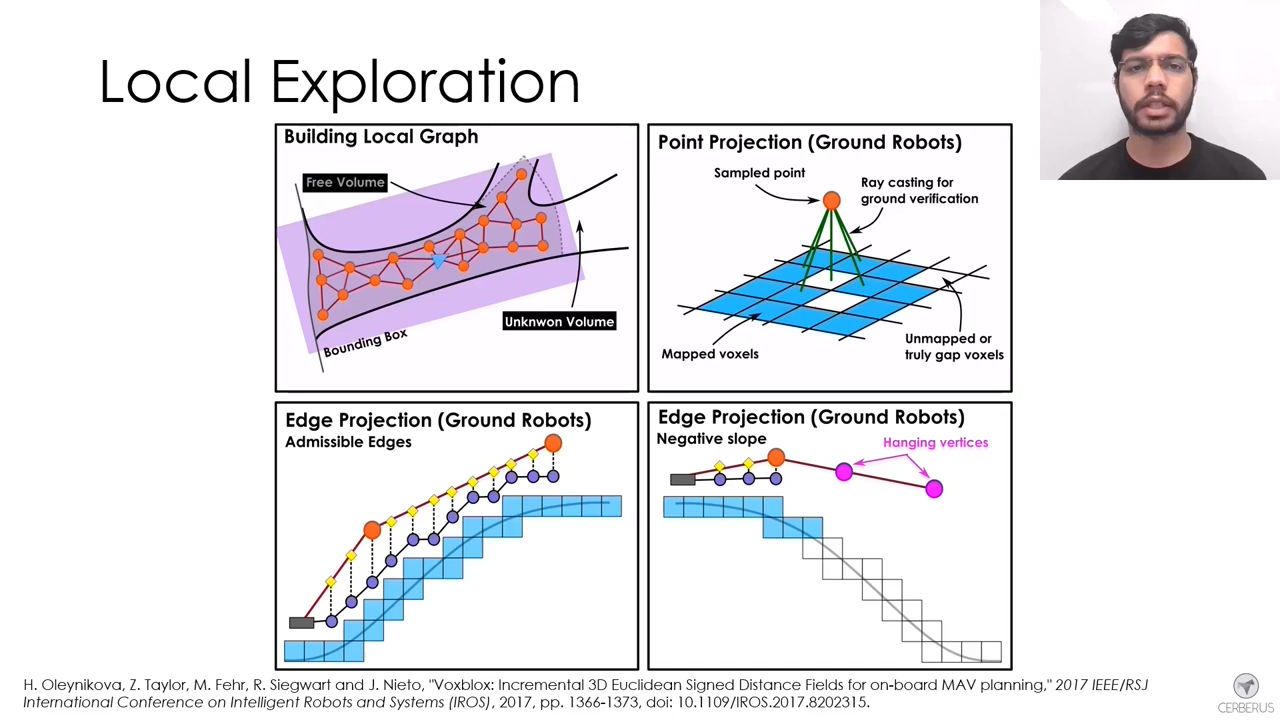 Local Exploration
Building Local Graph
Free Volume
Unknwon Volume
Bounding Box
Point Projection (Ground Robots)
Sampled point
Ray casting for
ground verification
Mapped voxels
Unmapped or
truly gap voxels
Edge Projection (Ground Robots)
Admissible Edges
Edge Projection (Ground Robots)
Negative slope
Hanging vertices
H. Oleynikova, Z. Taylor, M. Fehr, R. Siegwart and J. Nieto, "Voxblox: Incremental 3D Euclidean Signed Distance Fields for on-board MAV planning," 2017 IEEE/RSJ
International Conference on Intelligent Robots and Systems (IROS), 2017, pp. 1366-1373, doi: 10.1109/IROS.2017.8202315.
CERBERUS